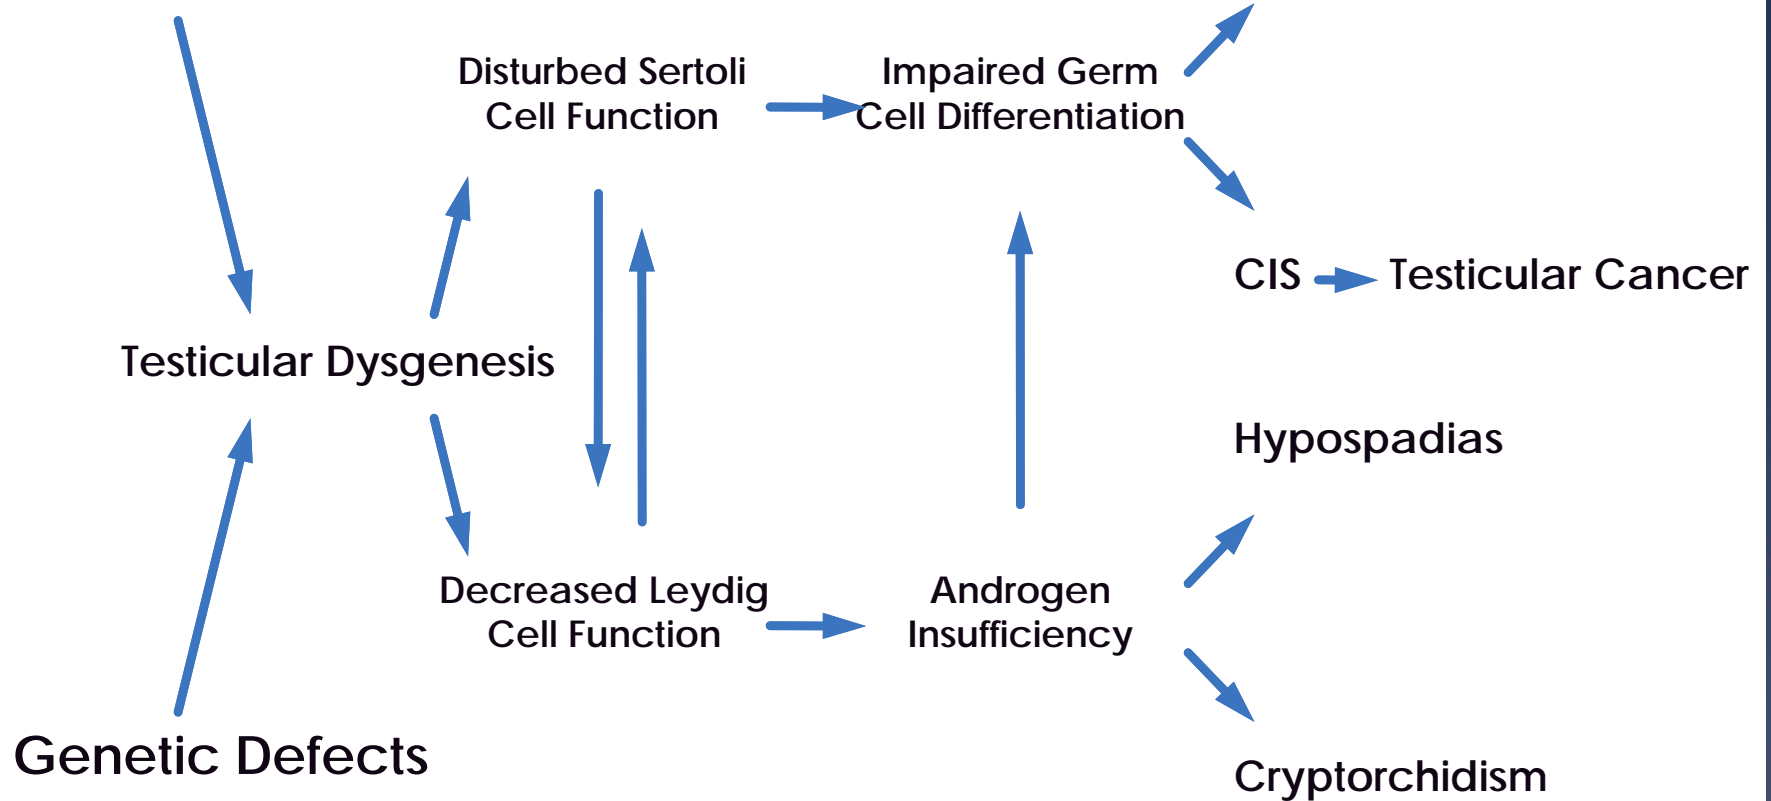 Disturbed Sertoli
Cell Function
Impaired Germ
Cell Differentiation
CIS
Testicular Cancer
Testicular Dysgenesis
Hypospadias
Decreased Leydig
Cell Function
Androgen
Insufficiency
Genetic Defects
Cryptorchidism